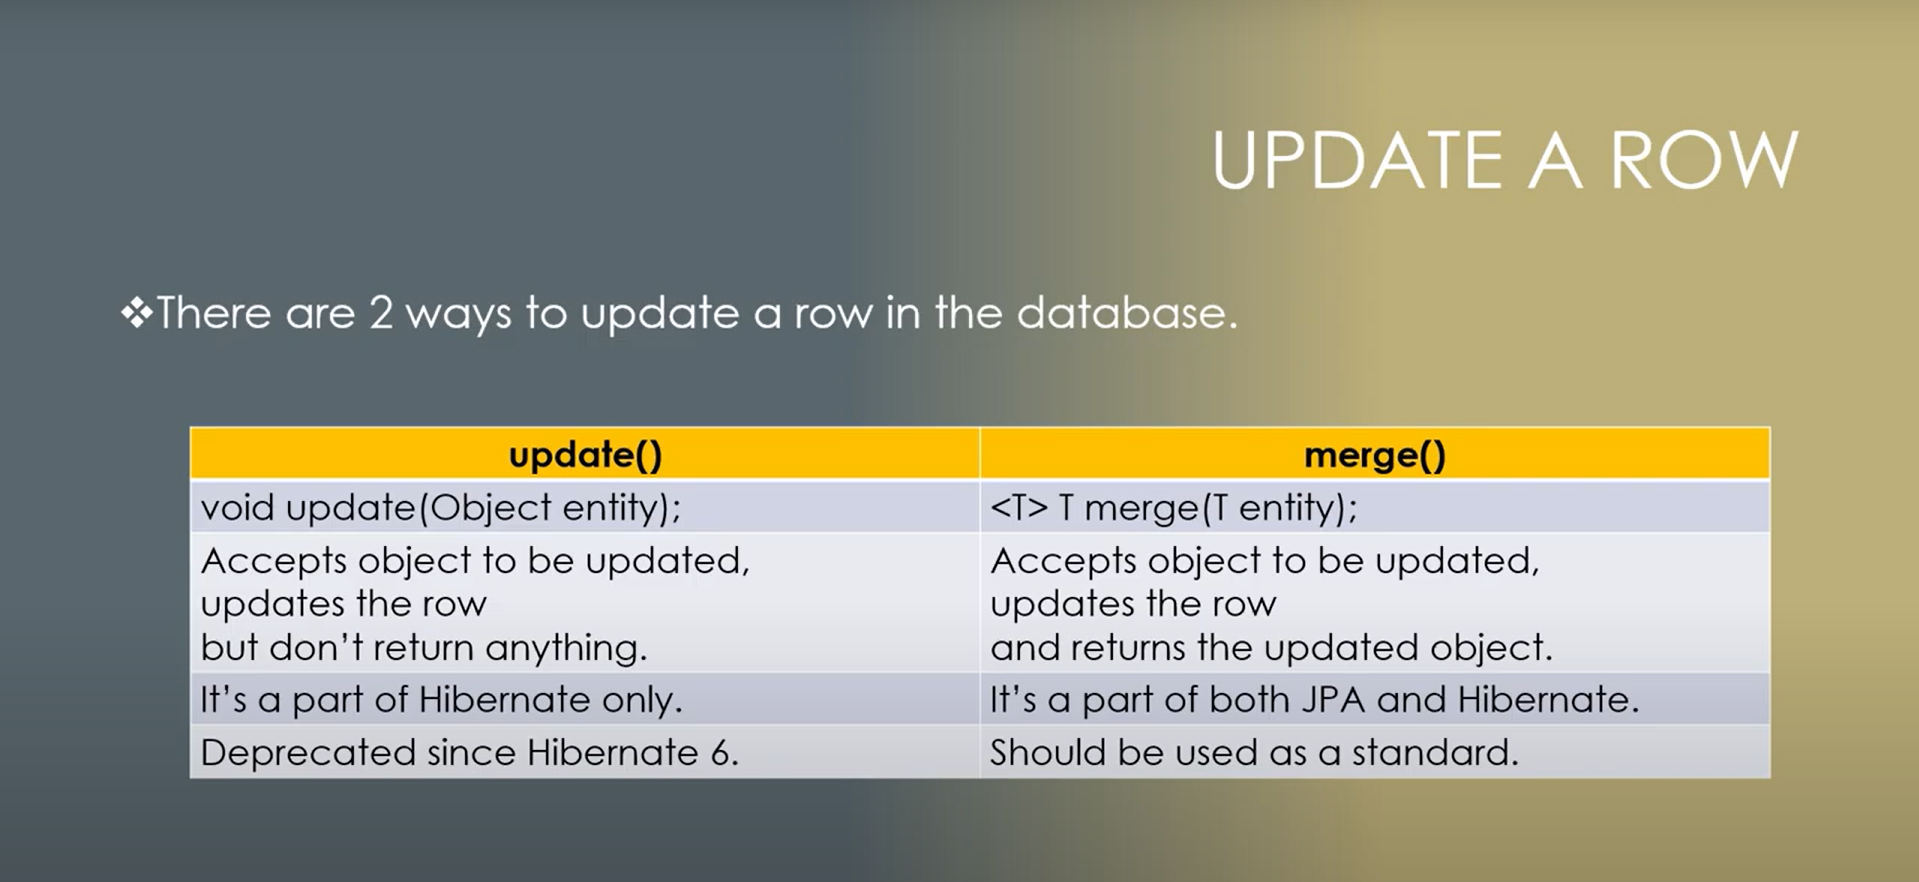 UPDATE A ROW
❖There are 2 ways to update a row in the database.
update()
merge()
void update(Object entity);
<T> T merge(T entity);
Accepts object to be updated,
updates the row
but don't return anything.
Accepts object to be updated,
updates the row
and returns the updated object.
It's a part of Hibernate only.
It's a part of both JPA and Hibernate.
Deprecated since Hibernate 6.
Should be used as a standard.